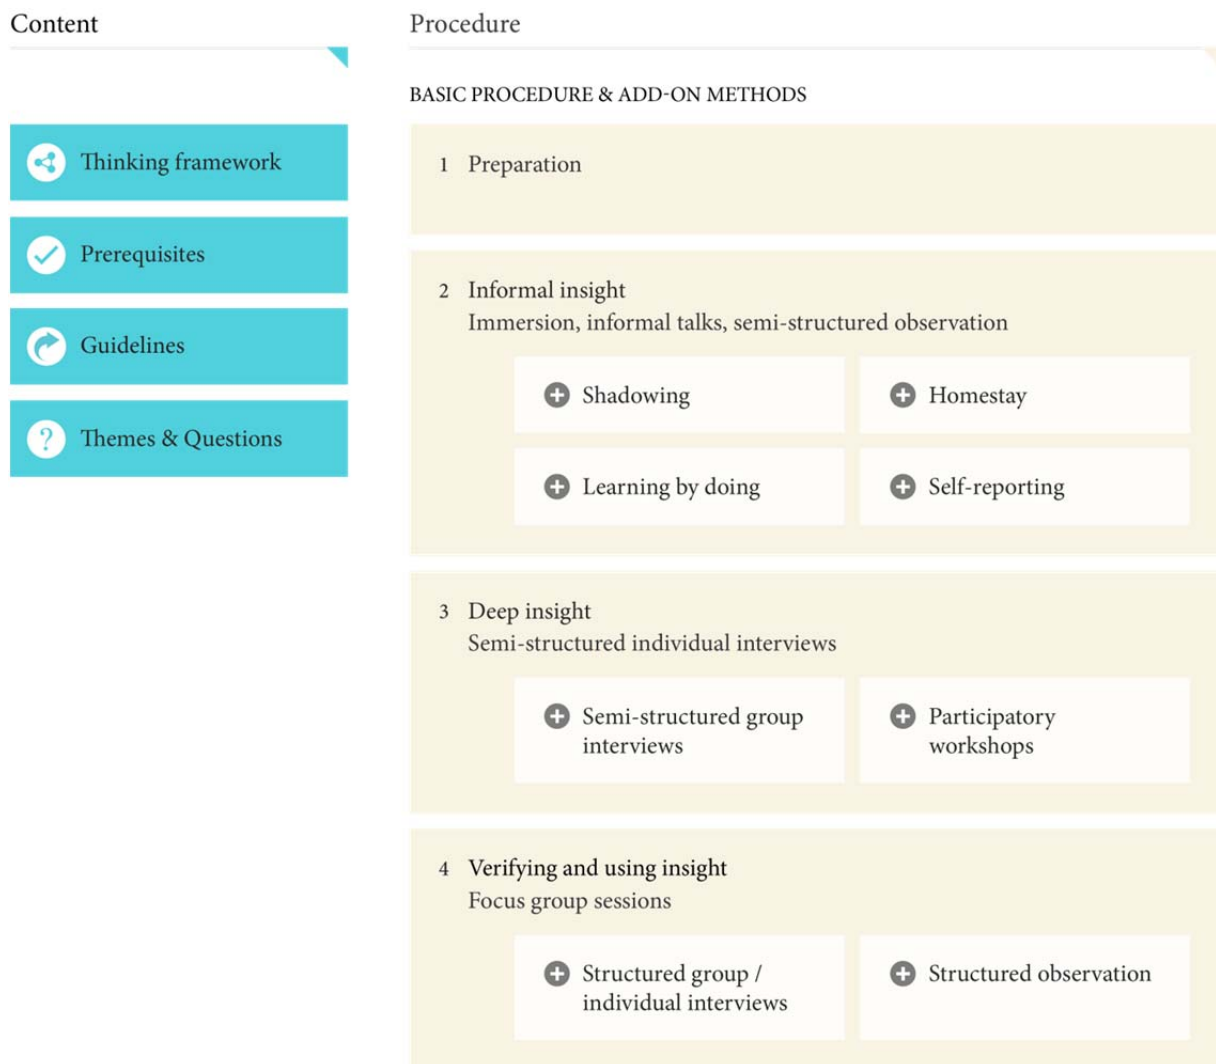 Content
Thinking framework
Prerequisites
Guidelines
? Themes & Questions
Procedure
BASIC PROCEDURE & ADD-ON METHODS
1 Preparation
2 Informal insight
Immersion, informal talks, semi-structured observation
Shadowing
Homestay
Learning by doing
Self-reporting
3 Deep insight
Semi-structured individual interviews
Semi-structured group
interviews
Participatory
workshops
4 Verifying and using insight
Focus group sessions
Structured group /
individual interviews
Structured observation